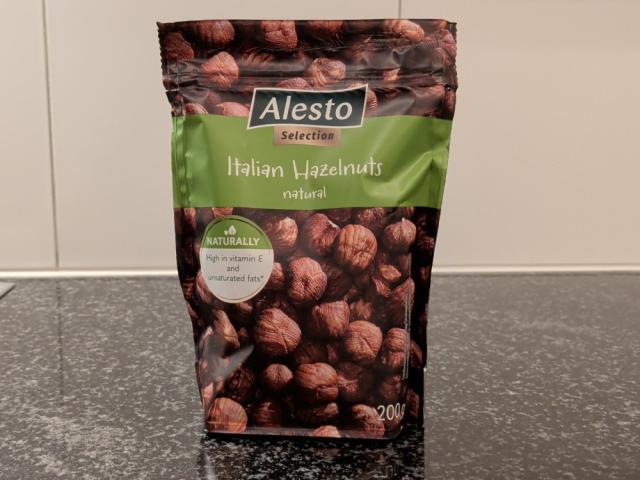 Alesto
Selection
Italian Hazelnuts
natural
NATURALLY
High in vitamin E
and
unsaturated fats*
200g